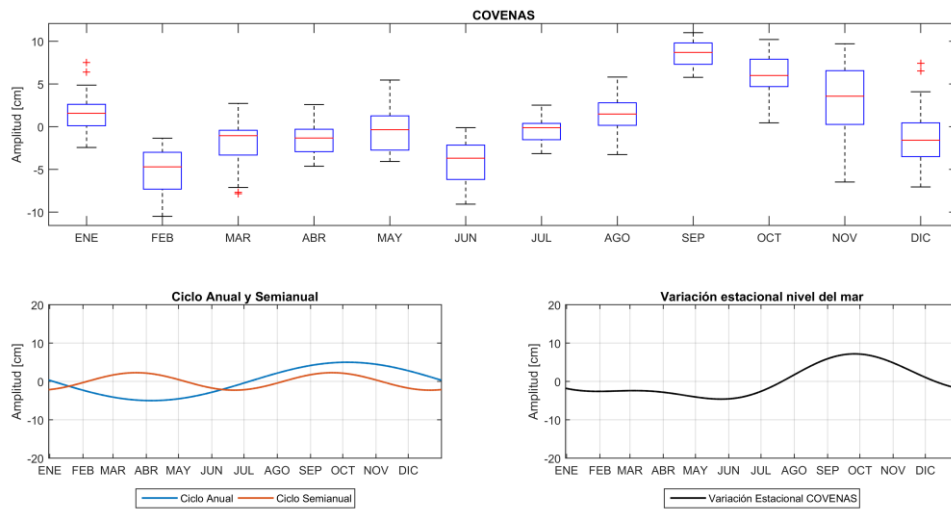 COVENAS
Amplitud [cm]
10
5
0
-5
-10
ENE FEB MAR ABR MAY JUN JUL AGO SEP OCT NOV DIC
Ciclo Anual y Semianual
Amplitud [cm]
20
10
0
-10
-20
ENE FEB MAR ABR MAY JUN JUL AGO SEP OCT NOV DIC
Ciclo Anual Ciclo Semianual
Variación estacional nivel del mar
Amplitud [cm]
20
10
0
-10
-20
ENE FEB MAR ABR MAY JUN JUL AGO SEP OCT NOV DIC
Variación Estacional COVENAS